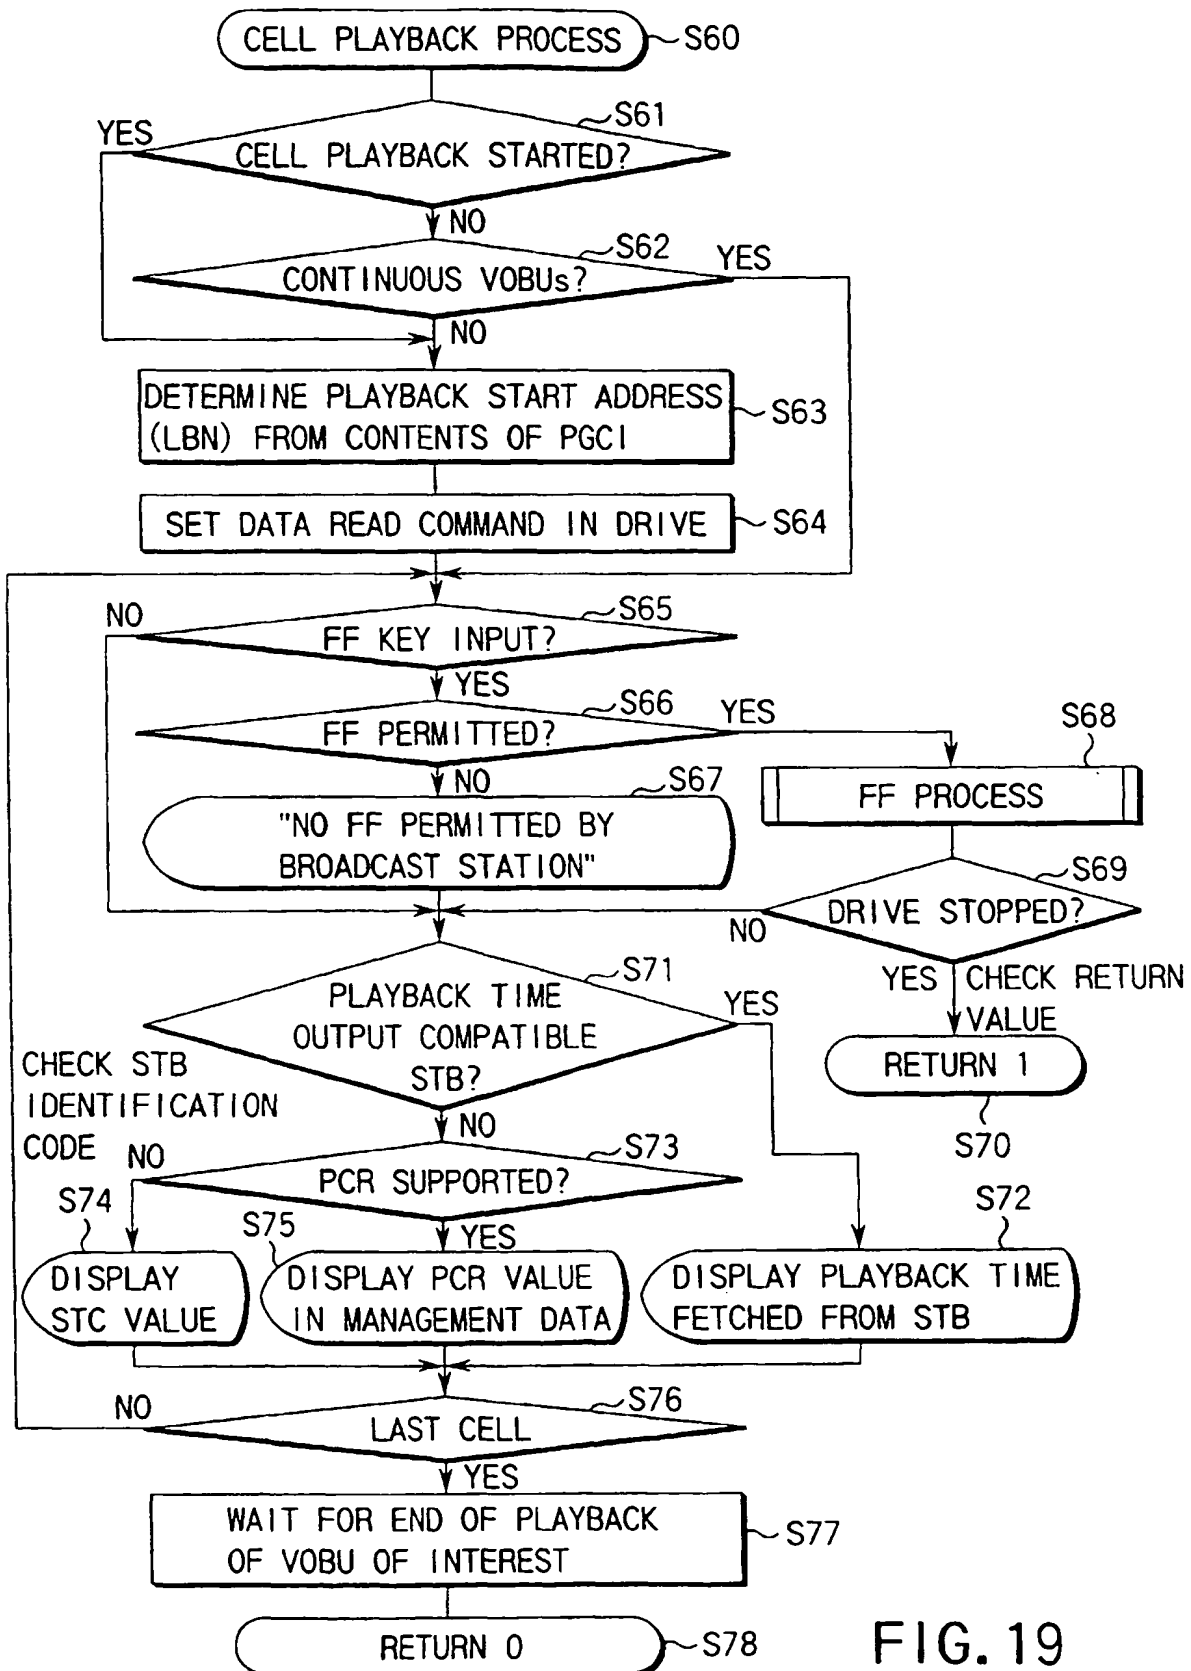 CELL PLAYBACK PROCESS
S60
S61
YES
CELL PLAYBACK STARTED?
NO
S62
YES
CONTINUOUS VOBUs?
NO
DETERMINE PLAYBACK START ADDRESS
(LBN) FROM CONTENTS OF PGCI
S63
SET DATA READ COMMAND IN DRIVE
S64
NO
S65
FF KEY INPUT?
YES
S66
YES
FF PERMITTED?
NO
S67
S68
FF PROCESS
"NO FF PERMITTED BY
BROADCAST STATION"
S69
DRIVE STOPPED?
NO
YES
CHECK RETURN
VALUE
RETURN 1
S70
S71
YES
PLAYBACK TIME
OUTPUT COMPATIBLE
STB?
CHECK STB
IDENTIFICATION
CODE
NO
NO
S73
PCR SUPPORTED?
S74
S75
YES
S72
DISPLAY
STC VALUE
DISPLAY PCR VALUE
IN MANAGEMENT DATA
DISPLAY PLAYBACK TIME
FETCHED FROM STB
NO
S76
LAST CELL
YES
WAIT FOR END OF PLAYBACK
OF VOBU OF INTEREST
S77
RETURN 0
S78
FIG. 19